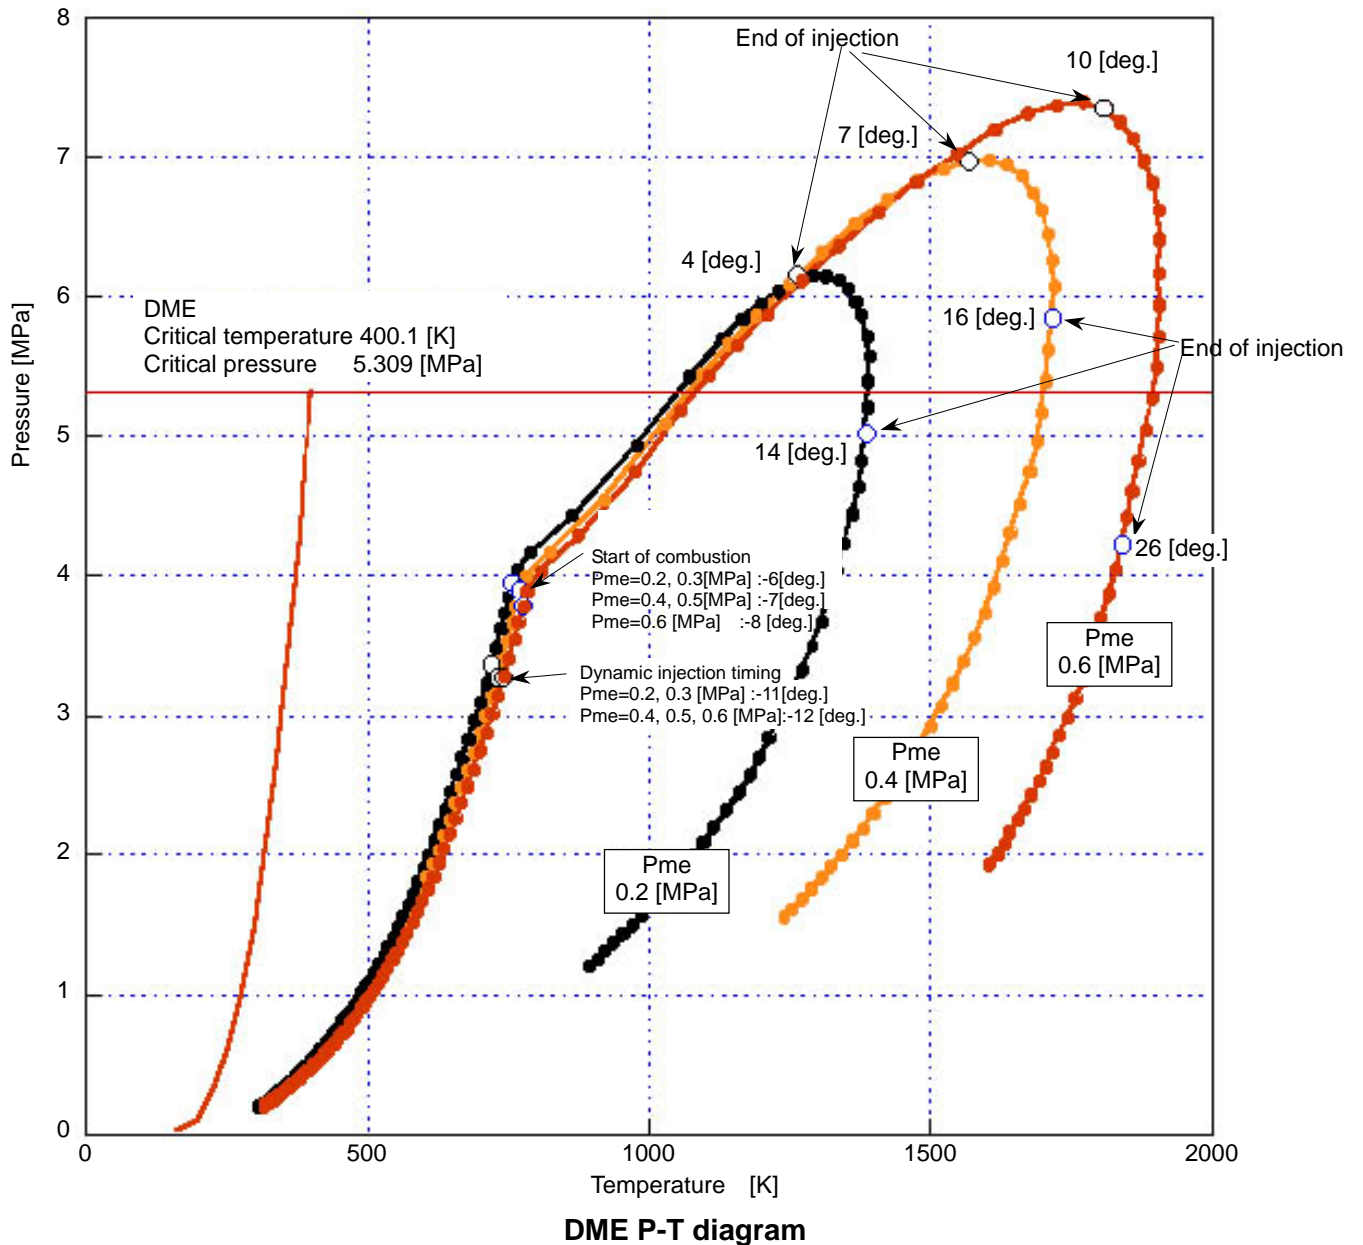 8
End of injection
10 [deg.]
7 [deg.]
7
4 [deg.]
6
DME
Critical temperature 400.1 [K]
Critical pressure 5.309 [MPa]
16 [deg.]
End of injection
Pressure [MPa]
5
14 [deg.]
26 [deg.]
Start of combustion
Pme=0.2, 0.3[MPa] :-6[deg.]
Pme=0.4, 0.5[MPa] :-7[deg.]
Pme=0.6 [MPa] :-8 [deg.]
4
Pme
0.6 [MPa]
Dynamic injection timing
Pme=0.2, 0.3 [MPa] :-11[deg.]
Pme=0.4, 0.5, 0.6 [MPa]:-12 [deg.]
3
Pme
0.4 [MPa]
2
Pme
0.2 [MPa]
1
0
0 500 1000 1500 2000
Temperature [K]
DME P-T diagram